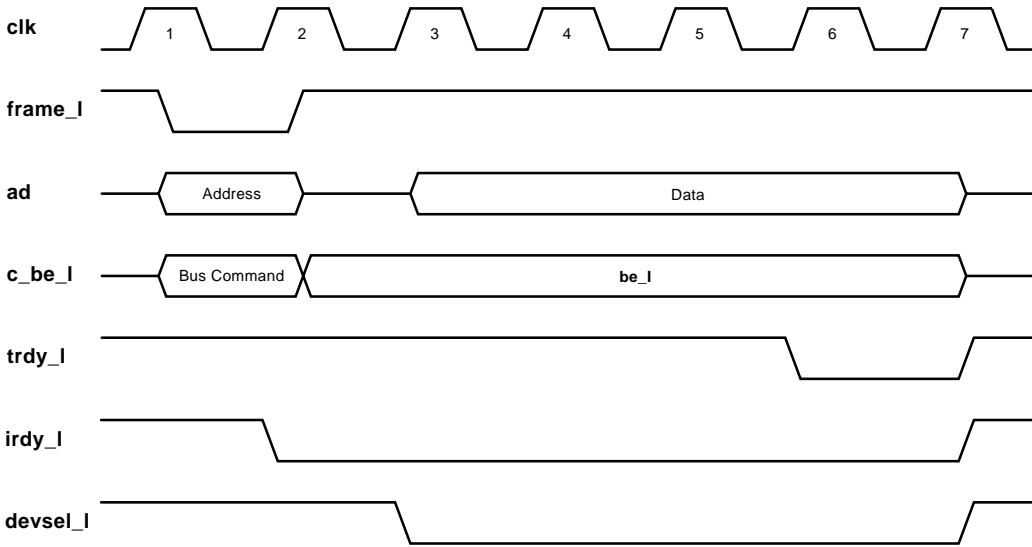 clk
1 2 3 4 5 6 7
frame_l
ad
Address Data
c_be_l
Bus Command be_l
trdy_l
irdy_l
devsel_l